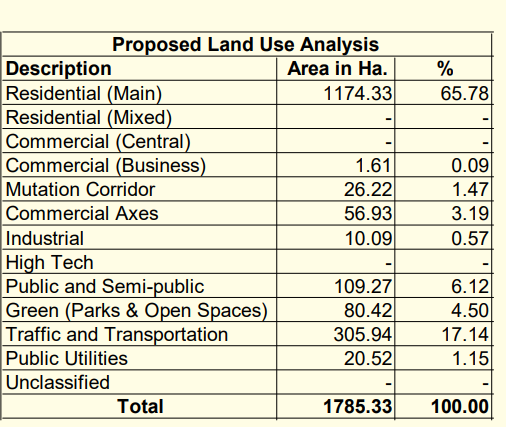 Proposed Land Use Analysis
Description Area in Ha. %
Residential (Main) 1174.33 65.78
Residential (Mixed) - -
Commercial (Central) - -
Commercial (Business) 1.61 0.09
Mutation Corridor 26.22 1.47
Commercial Axes 56.93 3.19
Industrial 10.09 0.57
High Tech - -
Public and Semi-public 109.27 6.12
Green (Parks & Open Spaces) 80.42 4.50
Traffic and Transportation 305.94 17.14
Public Utilities 20.52 1.15
Unclassified - -
Total 1785.33 100.00